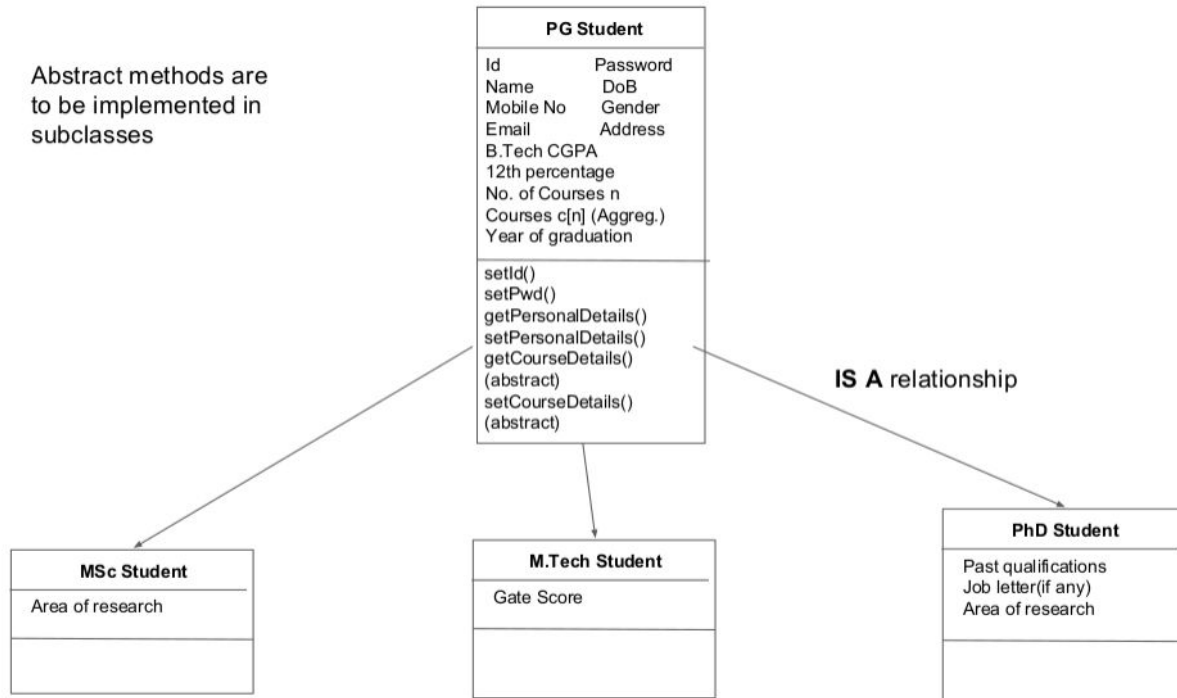 Abstract methods are
to be implemented in
subclasses
PG Student
Id Password
Name DoB
Mobile No Gender
Email Address
B.Tech CGPA
12th percentage
No. of Courses n
Courses c[n] (Aggreg.)
Year of graduation
setId()
setPwd()
getPersonalDetails()
setPersonalDetails()
getCourseDetails()
(abstract)
setCourseDetails()
(abstract)
IS A relationship
MSc Student
Area of research
M.Tech Student
Gate Score
PhD Student
Past qualifications
Job letter(if any)
Area of research